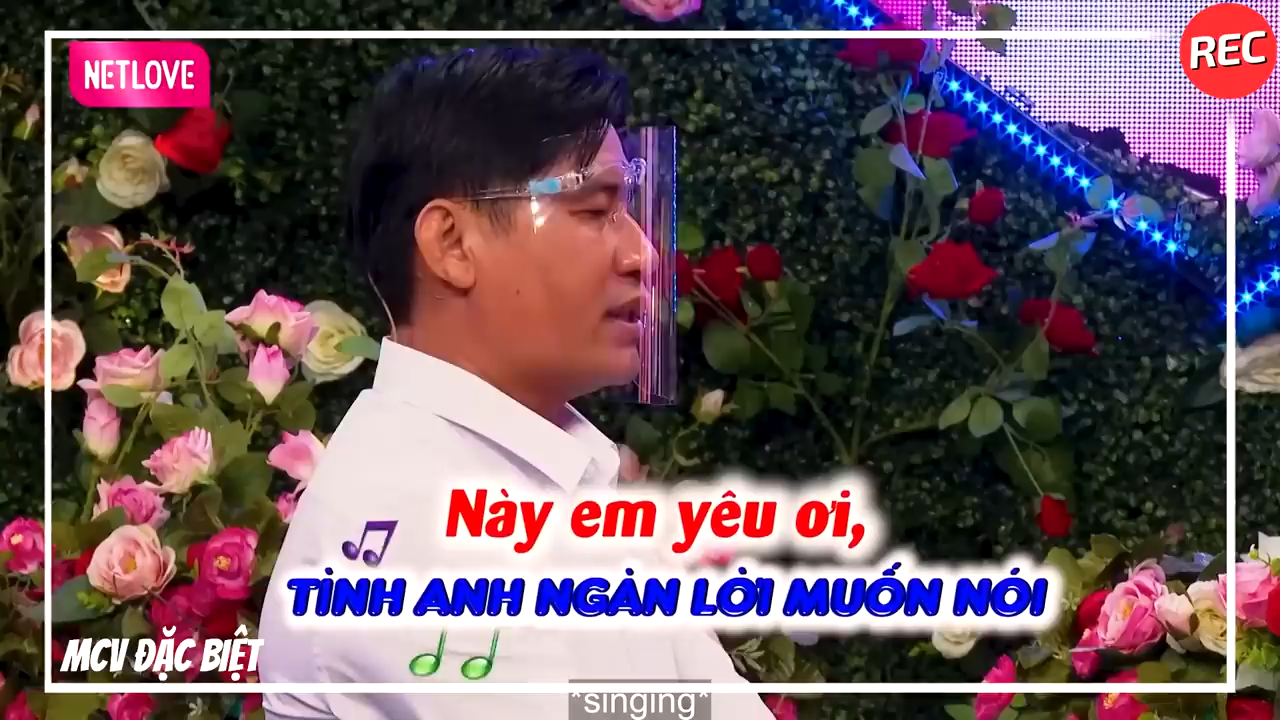 NETLOVE
REC
Này em yêu ơi,
TÌNH ANH NGÀN LỜI MUỐN NÓI
MCV ĐẶC BIỆT
*singing*